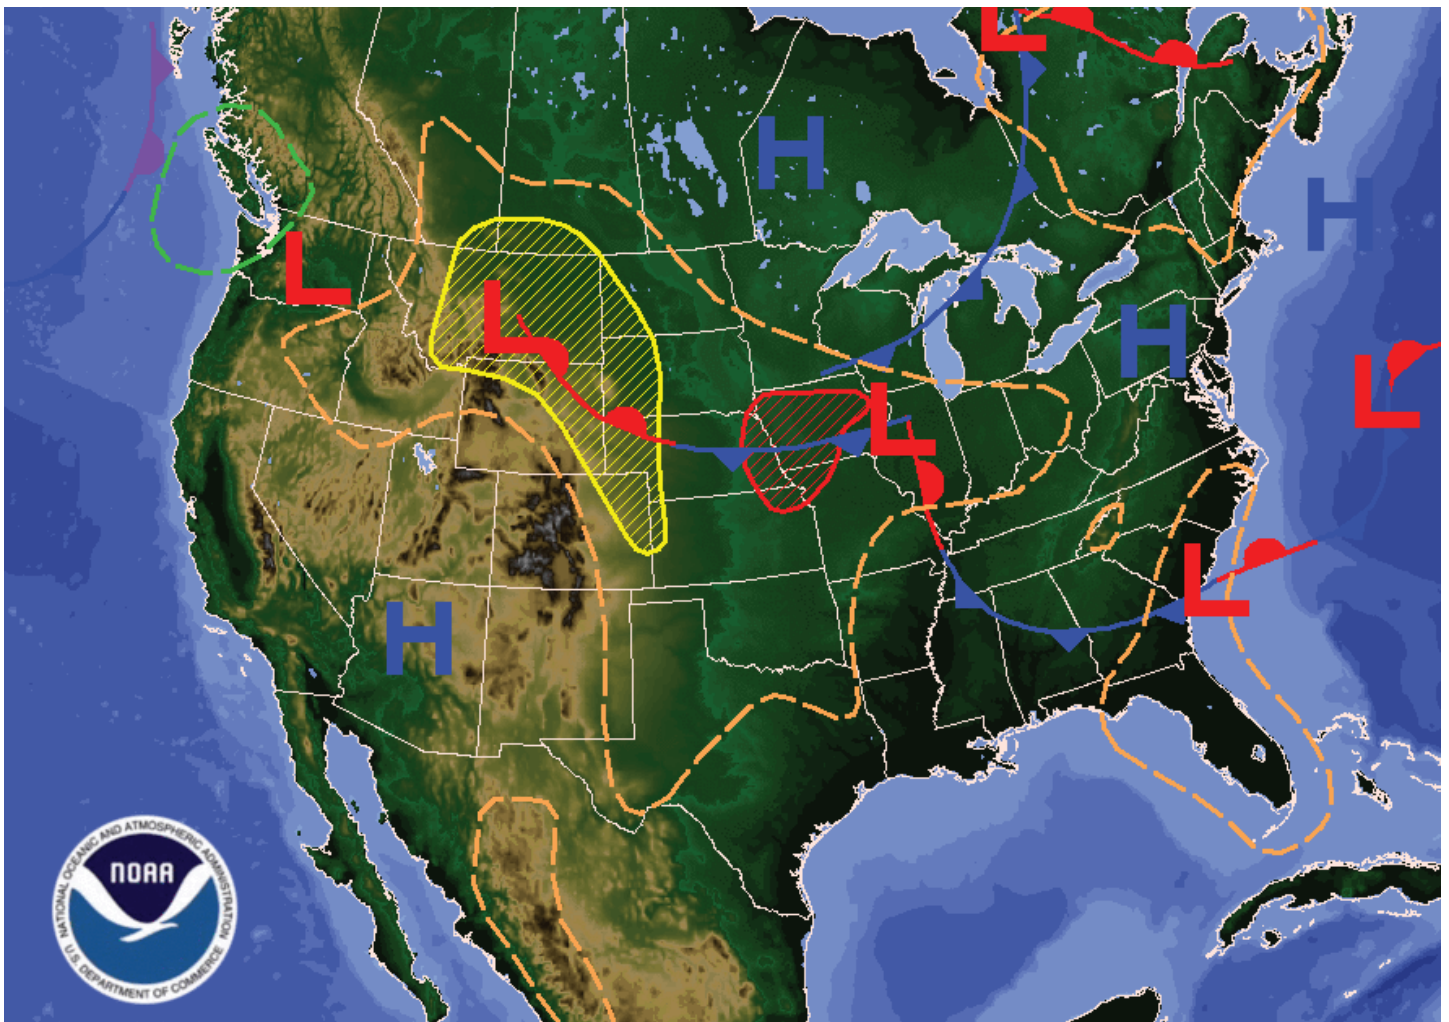 L
H
H
L
L
H
L
L
L
H
NATIONAL OCEANIC AND ATMOSPHERIC ADMINISTRATION
NOAA
U.S. DEPARTMENT OF COMMERCE